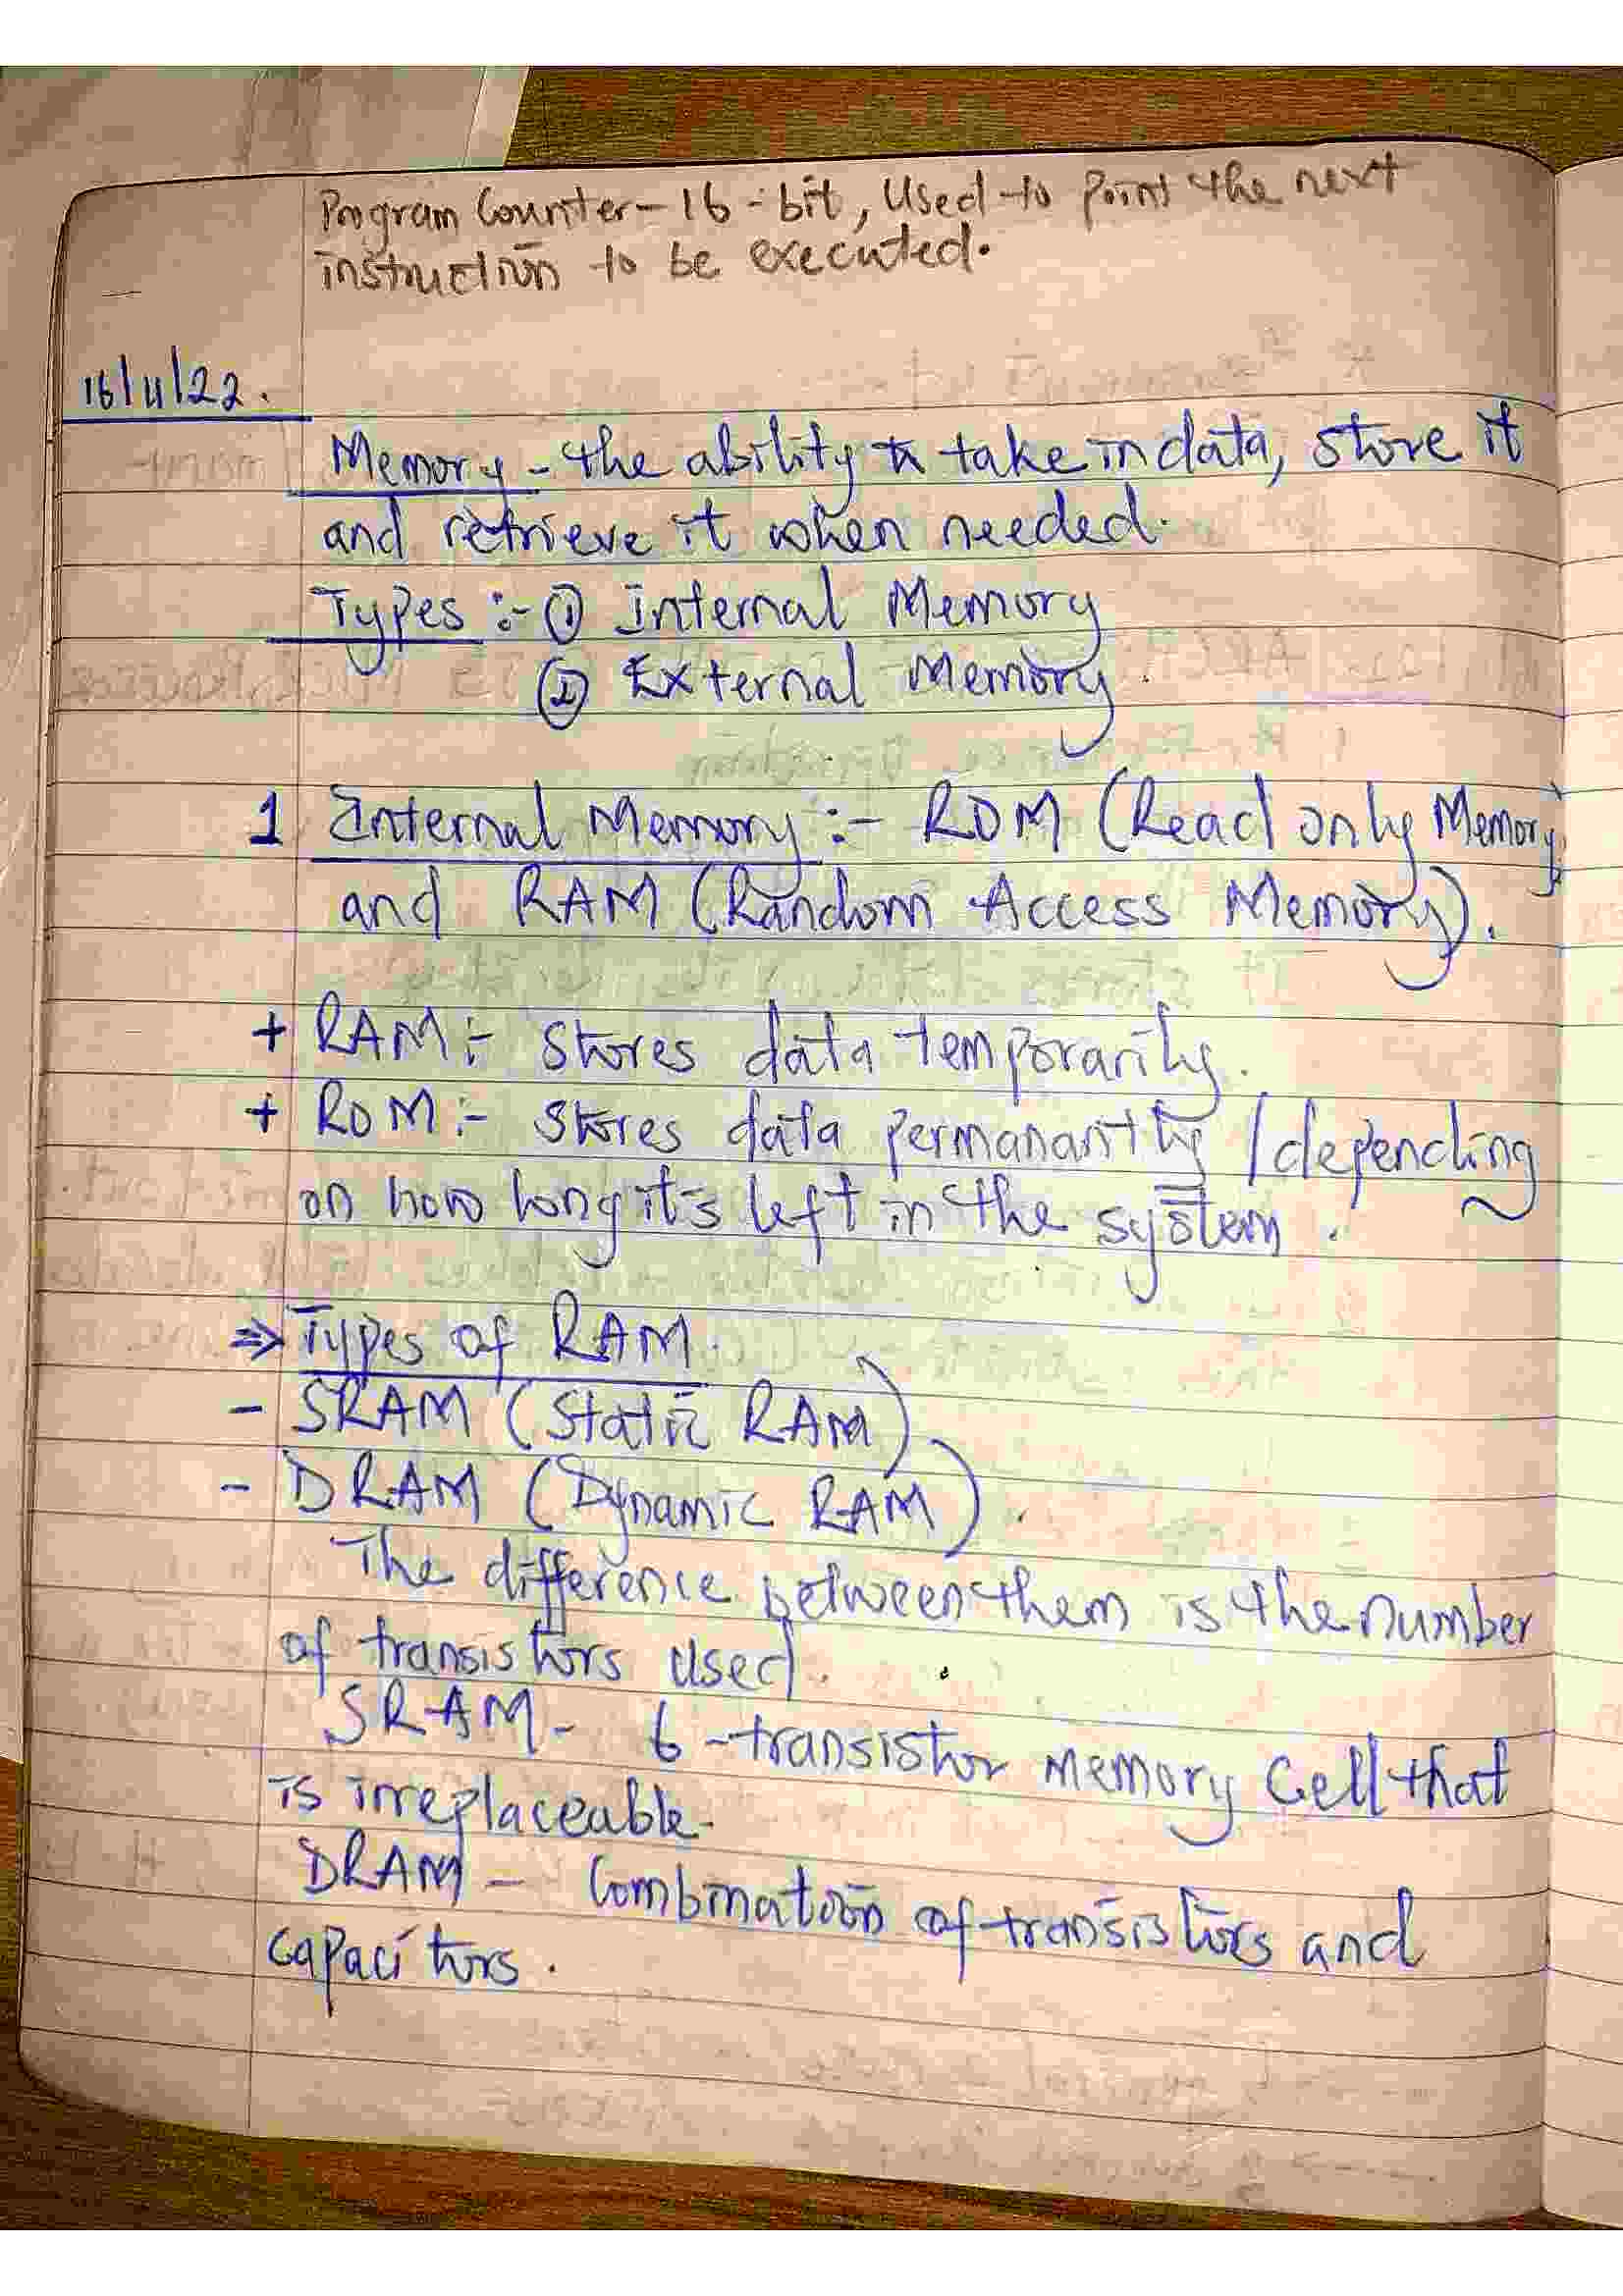 Program Counter - 16 - bit, Used to Point the next
instruction to be executed.
16/11/22.
Memory - the ability to take in data, store it
and retrieve it when needed.
Types :- ① Internal Memory
② External Memory.
1 Internal Memory :- ROM (Read only Memory)
and RAM (Random Access Memory).
+ RAM :- Stores data temporarily.
+ ROM :- Stores data permanantly / depending
on how long it's left in the system.
⇒ Types of RAM.
- SRAM (Static RAM)
- DRAM (Dynamic RAM).
The difference between them is the number
of transistors used.
SRAM - 6 - transistor memory Cell that
is irreplaceable.
DRAM - Combination of transistors and
capacitors.